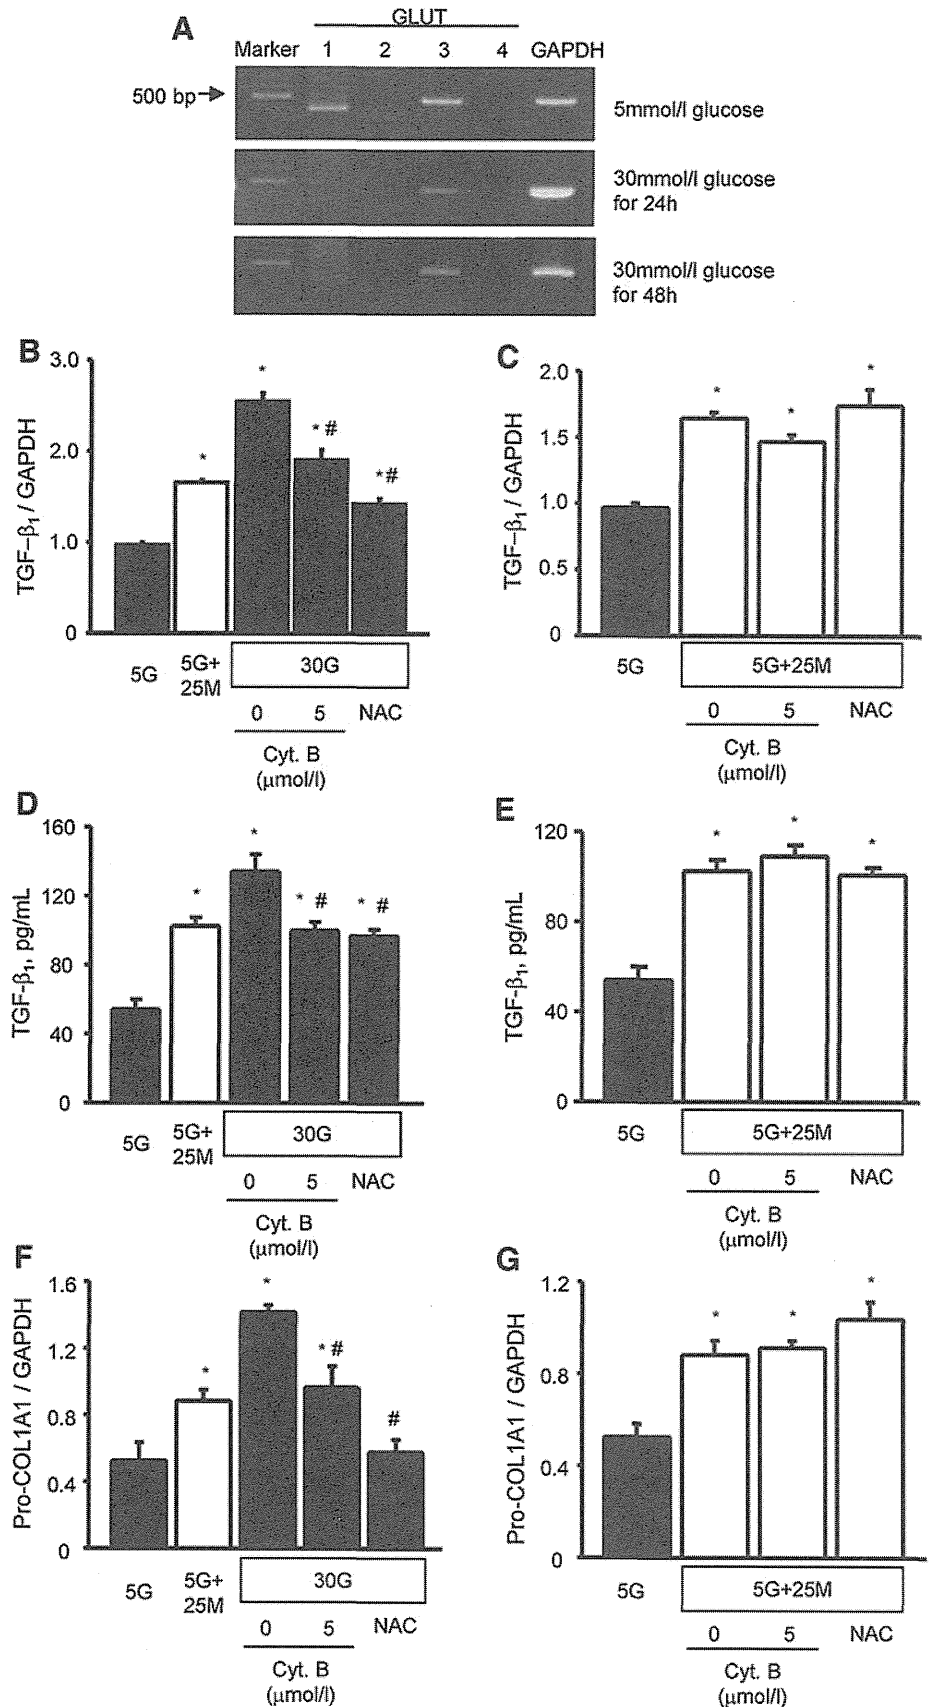 A
GLUT
Marker 1 2 3 4 GAPDH
500 bp
5mmol/l glucose
30mmol/l glucose
for 24h
30mmol/l glucose
for 48h
B
TGF–β1 / GAPDH
3.0
2.0
1.0
0
*
*
* #
*#
5G
5G+
25M
30G
0 5 NAC
Cyt. B
(μmol/l)
C
TGF–β1 / GAPDH
2.0
1.5
1.0
0.5
0
*
*
*
5G
5G+25M
0 5 NAC
Cyt. B
(μmol/l)
D
TGF-β1, pg/mL
160
120
80
40
0
*
*
* #
* #
5G
5G+
25M
30G
0 5 NAC
Cyt. B
(μmol/l)
E
TGF-β1, pg/mL
120
80
40
0
*
*
*
5G
5G+25M
0 5 NAC
Cyt. B
(μmol/l)
F
Pro-COL1A1 / GAPDH
1.6
1.2
0.8
0.4
0
*
*
* #
#
5G
5G+
25M
30G
0 5 NAC
Cyt. B
(μmol/l)
G
Pro-COL1A1 / GAPDH
1.2
0.8
0.4
0
*
*
*
5G
5G+25M
0 5 NAC
Cyt. B
(μmol/l)